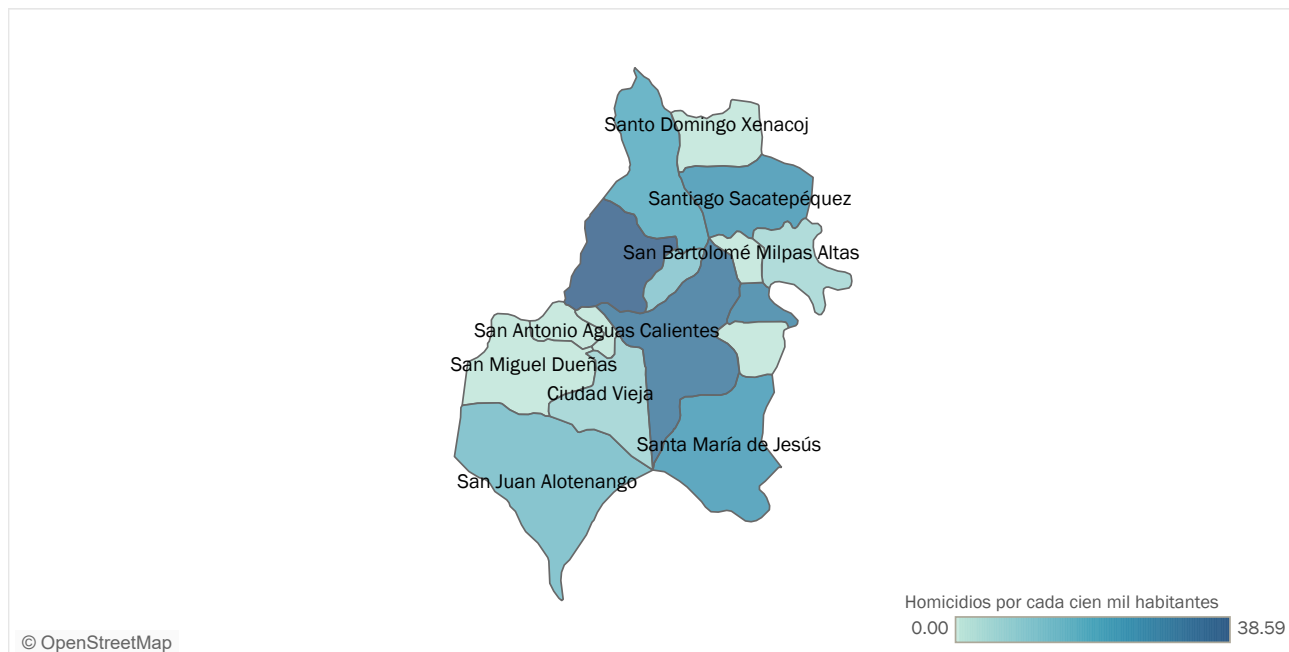 Santo Domingo Xenacoj
Santiago Sacatepéquez
San Bartolomé Milpas Altas
San Antonio Aguas Calientes
San Miguel Dueñas
Ciudad Vieja
Santa María de Jesús
San Juan Alotenango
Homicidios por cada cien mil habitantes
0.00 38.59
© OpenStreetMap